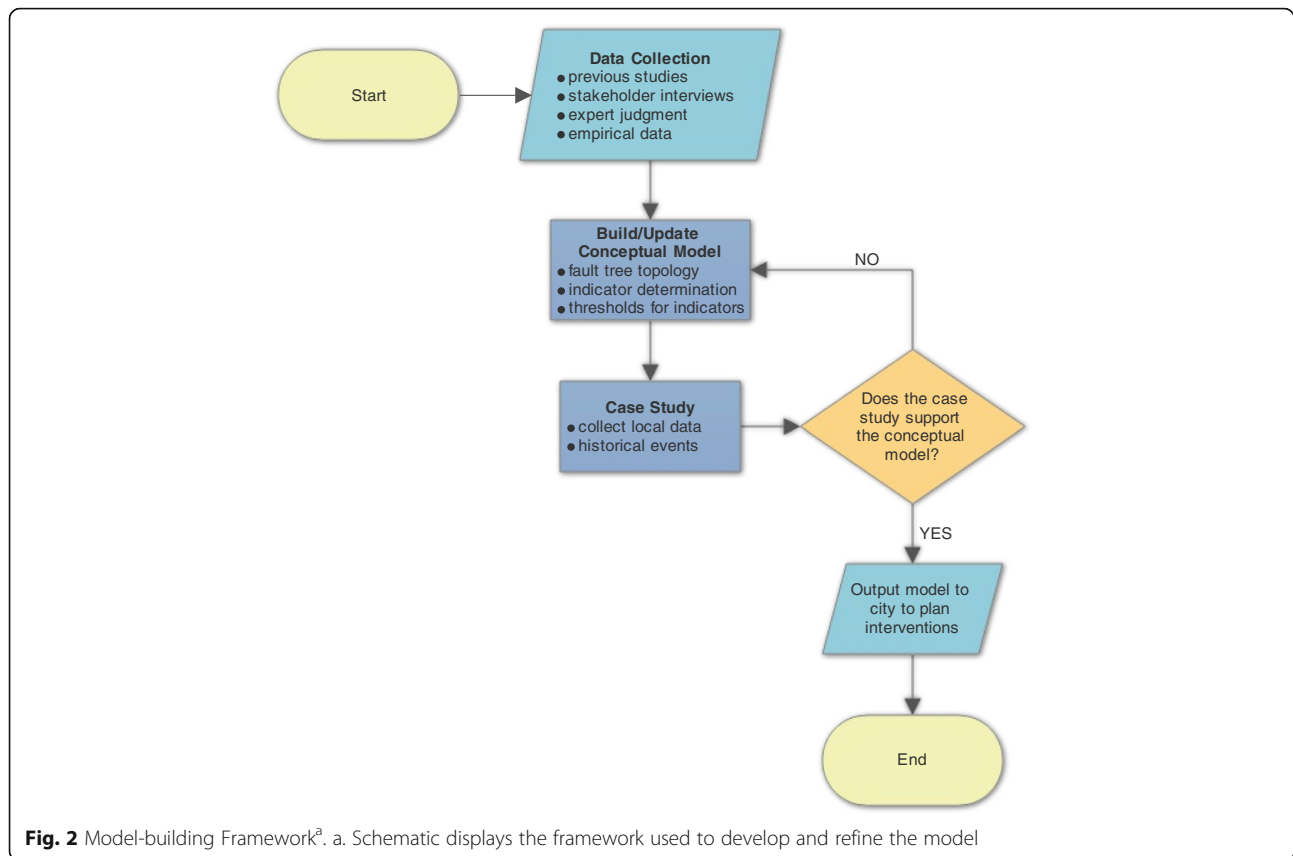 Start
Data Collection
● previous studies
● stakeholder interviews
● expert judgment
● empirical data
Build/Update
Conceptual Model
● fault tree topology
● indicator determination
● thresholds for indicators
NO
Case Study
● collect local data
● historical events
Does the case
study support
the conceptual
model?
YES
Output model to
city to plan
interventions
End
Fig. 2 Model-building Frameworkᵃ. a. Schematic displays the framework used to develop and refine the model